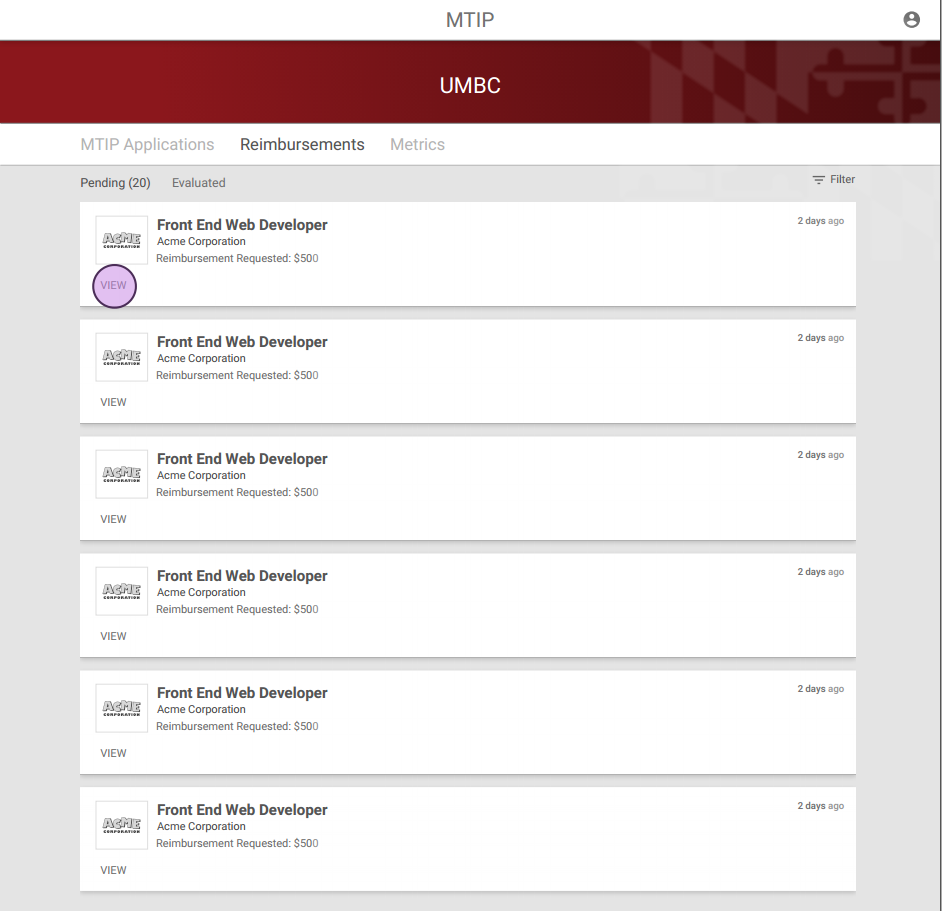 MTIP
UMBC
MTIP Applications Reimbursements Metrics
Pending (20) Evaluated Filter
ACME
CORPORATION
Front End Web Developer
2 days ago
Acme Corporation
Reimbursement Requested: $500
VIEW
ACME
CORPORATION
Front End Web Developer
2 days ago
Acme Corporation
Reimbursement Requested: $500
VIEW
ACME
CORPORATION
Front End Web Developer
2 days ago
Acme Corporation
Reimbursement Requested: $500
VIEW
ACME
CORPORATION
Front End Web Developer
2 days ago
Acme Corporation
Reimbursement Requested: $500
VIEW
ACME
CORPORATION
Front End Web Developer
2 days ago
Acme Corporation
Reimbursement Requested: $500
VIEW
ACME
CORPORATION
Front End Web Developer
2 days ago
Acme Corporation
Reimbursement Requested: $500
VIEW